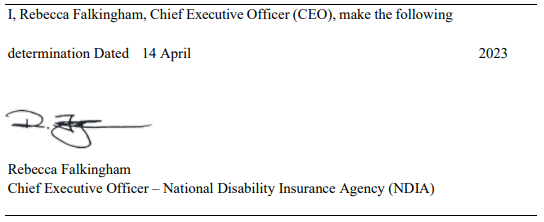 I, Rebecca Falkingham, Chief Executive Officer (CEO), make the following
determination Dated 14 April 2023
Rebecca Falkingham
Chief Executive Officer – National Disability Insurance Agency (NDIA)